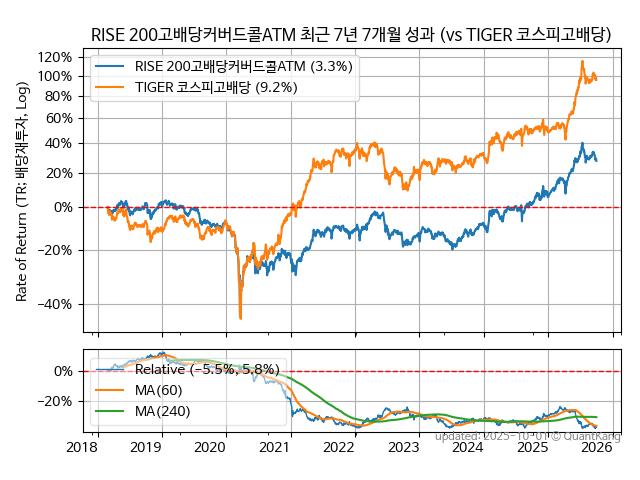 RISE 200고배당커버드콜ATM 최근 7년 7개월 성과 (vs TIGER 코스피고배당)
120%
100%
80%
60%
40%
20%
0%
−20%
−40%
Rate of Return (TR: 배당재투자, Log)
RISE 200고배당커버드콜ATM (3.3%)
TIGER 코스피고배당 (9.2%)
0%
−20%
Relative (−5.5%, 5.8%)
MA(60)
MA(240)
updated: 2025-10-01 © QuantKang
2018 2019 2020 2021 2022 2023 2024 2025 2026